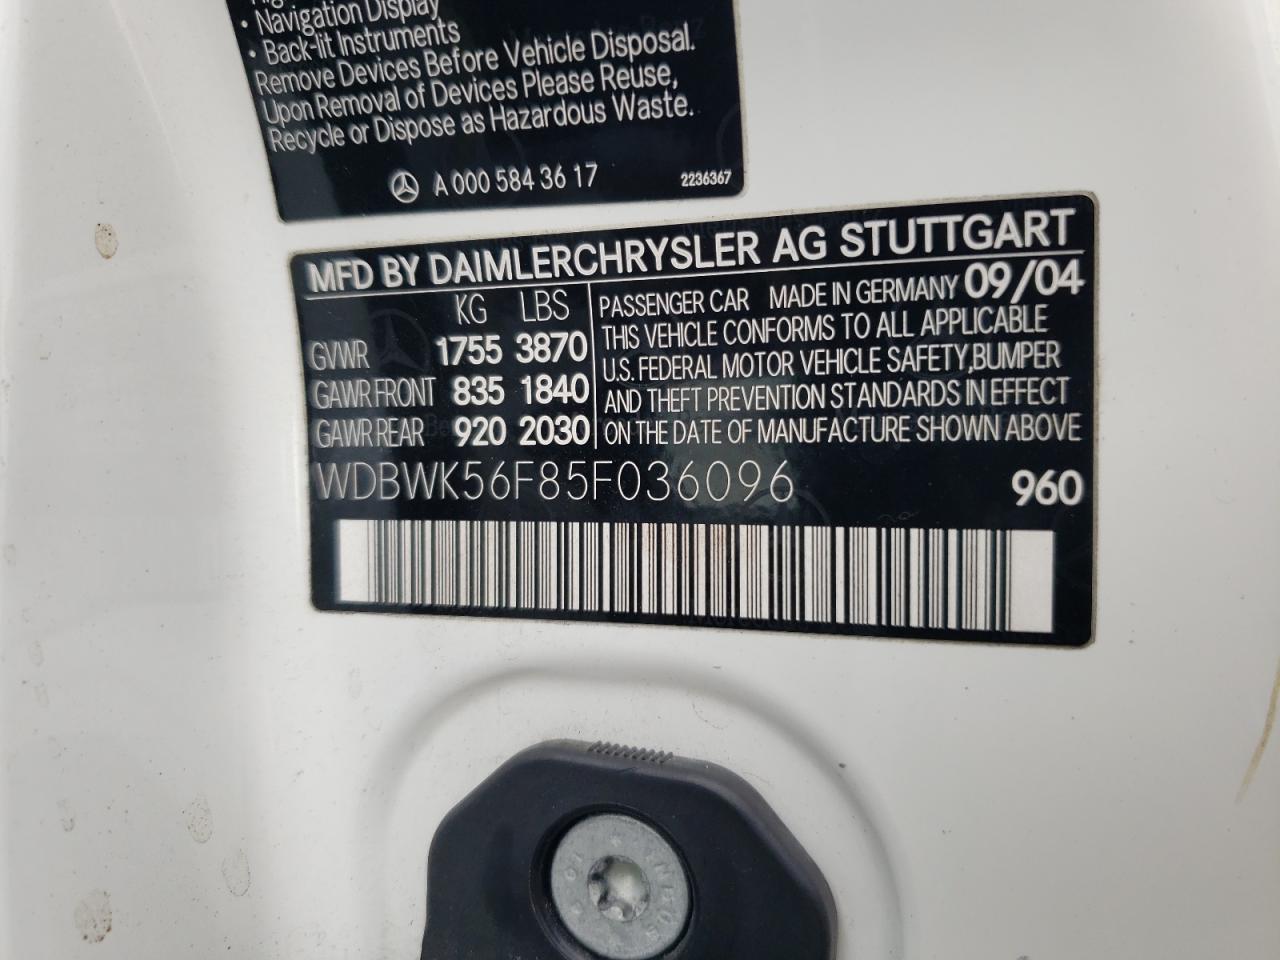 • Navigation Display
• Back-lit Instruments
Remove Devices Before Vehicle Disposal.
Upon Removal of Devices Please Reuse,
Recycle or Dispose as Hazardous Waste.
A 000 584 36 17 2236367
MFD BY DAIMLERCHRYSLER AG STUTTGART
KG LBS
GVWR 1755 3870
GAWR FRONT 835 1840
GAWR REAR 920 2030
PASSENGER CAR MADE IN GERMANY 09/04
THIS VEHICLE CONFORMS TO ALL APPLICABLE
U.S. FEDERAL MOTOR VEHICLE SAFETY,BUMPER
AND THEFT PREVENTION STANDARDS IN EFFECT
ON THE DATE OF MANUFACTURE SHOWN ABOVE
WDBWK56F85F036096 960